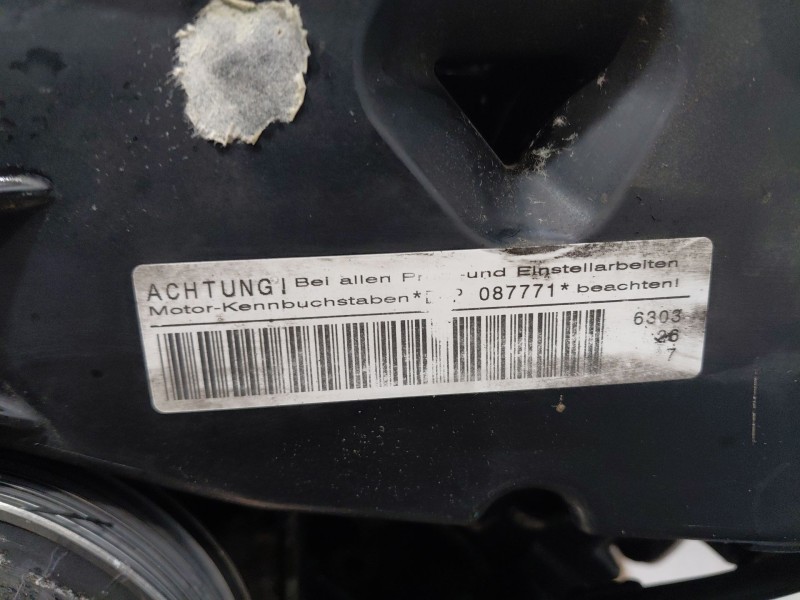 ACHTUNG! Bei allen und Einstellarbeiten
Motor-Kennbuchstaben* 087771* beachten!
6303
26
7